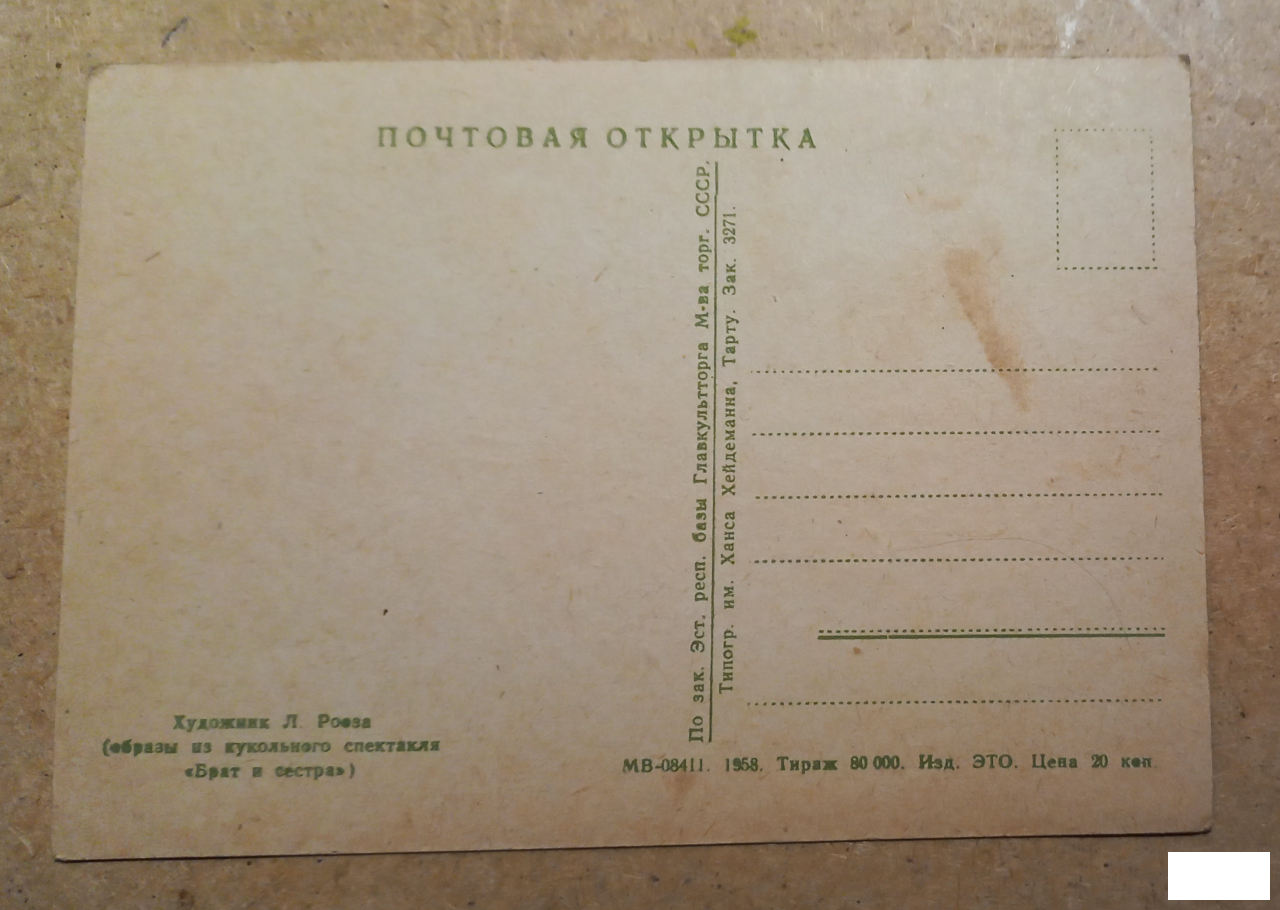 ПОЧТОВАЯ ОТКРЫТКА
По зак. Эст. респ. базы Главкультторга М-ва торг. СССР.
Типогр. им. Ханса Хейдеманна, Тарту. Зак. 3271.
Художник Л. Рооза
(образы из кукольного спектакля
«Брат и сестра»)
МВ-08411. 1958. Тираж 80 000. Изд. ЭТО. Цена 20 коп.